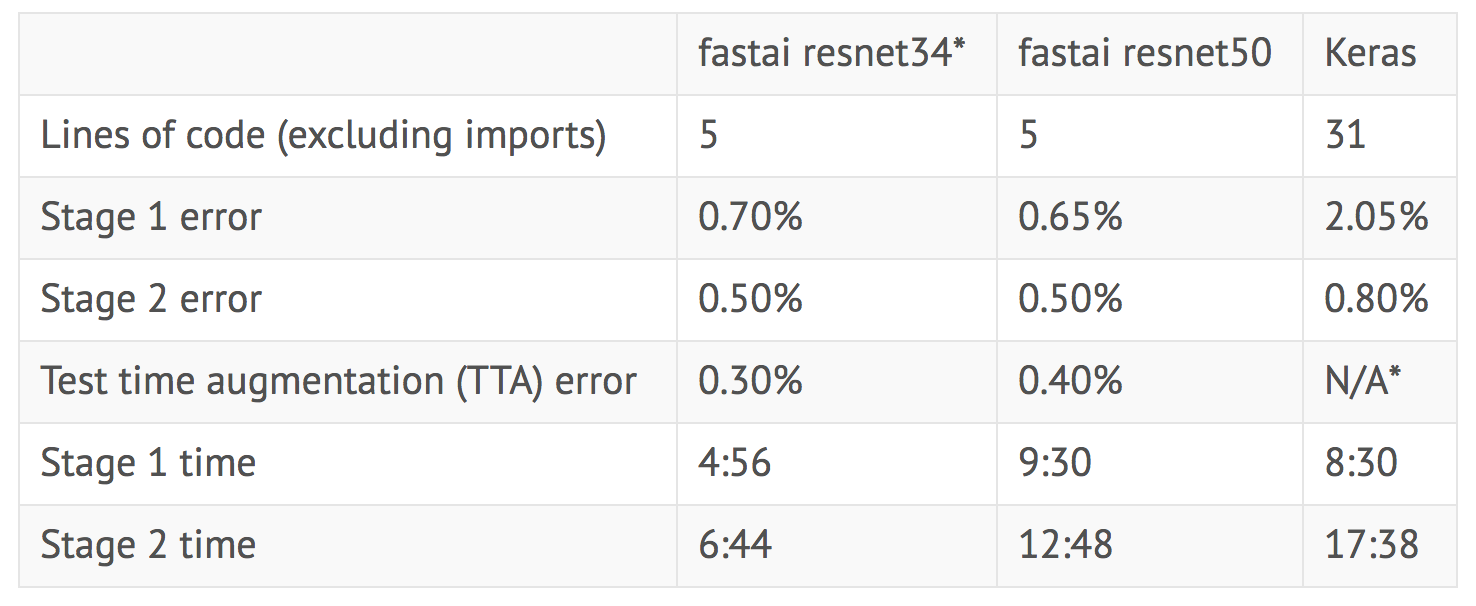 fastai resnet34* fastai resnet50 Keras
Lines of code (excluding imports) 5 5 31
Stage 1 error 0.70% 0.65% 2.05%
Stage 2 error 0.50% 0.50% 0.80%
Test time augmentation (TTA) error 0.30% 0.40% N/A*
Stage 1 time 4:56 9:30 8:30
Stage 2 time 6:44 12:48 17:38